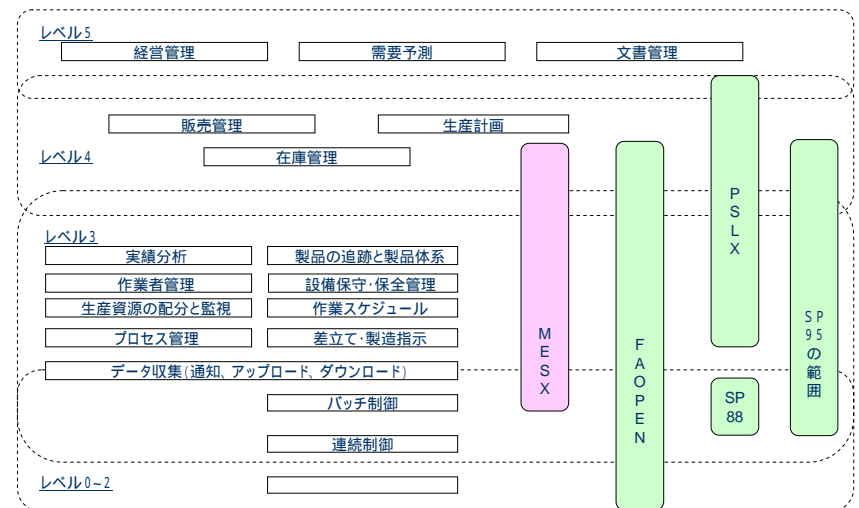 レベル5
経営管理 需要予測 文書管理
販売管理 生産計画
レベル4
在庫管理
レベル3
実績分析 製品の追跡と製品体系
作業者管理 設備保守・保全管理
生産資源の配分と監視 作業スケジュール
プロセス管理 差立て・製造指示
データ収集(通知、アップロード、ダウンロード)
バッチ制御
連続制御
レベル0~2
MESX
FAOPEN
PSLX
SP
88
SP
95の範囲